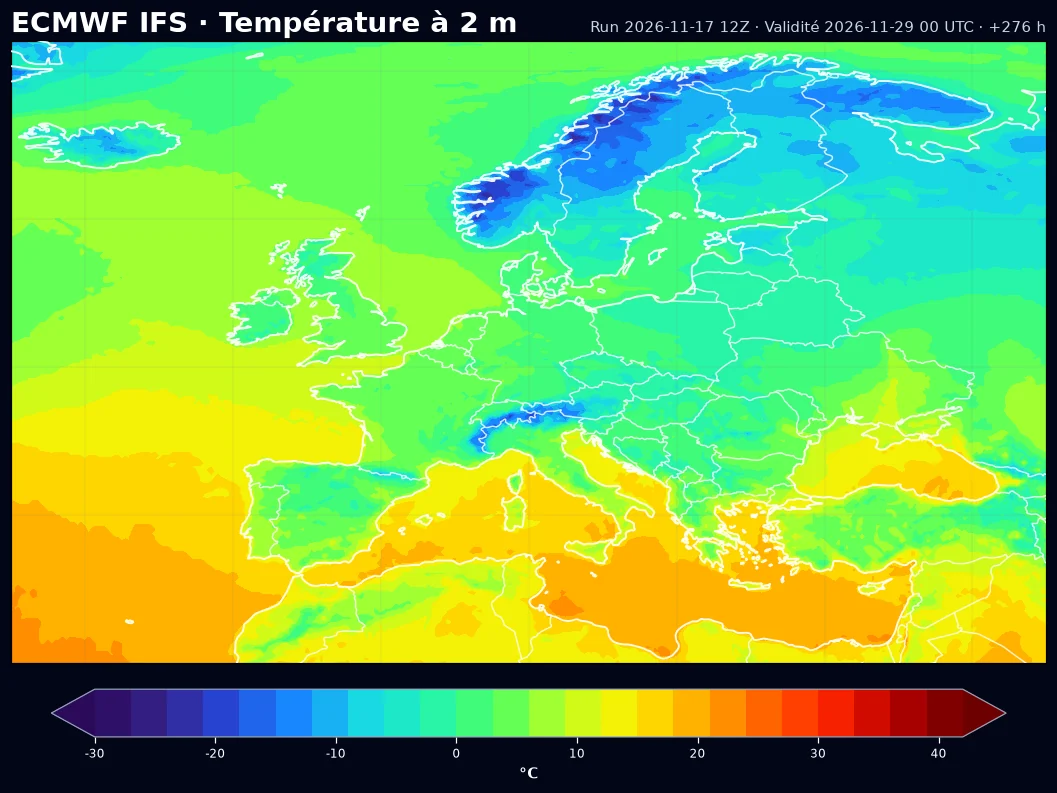 ECMWF IFS · Température à 2 m
Run 2026-11-17 12Z · Validité 2026-11-29 00 UTC · +276 h
-30 -20 -10 0 10 20 30 40
°C